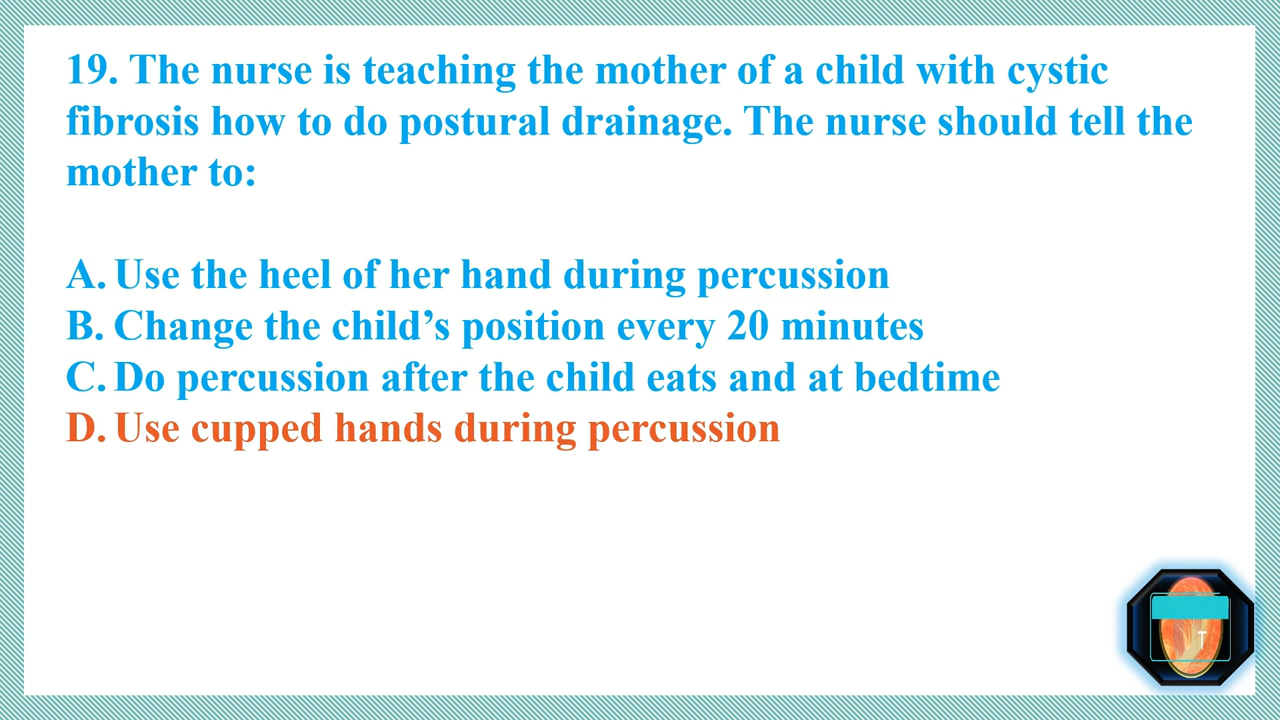 19. The nurse is teaching the mother of a child with cystic
fibrosis how to do postural drainage. The nurse should tell the
mother to:
A. Use the heel of her hand during percussion
B. Change the child’s position every 20 minutes
C. Do percussion after the child eats and at bedtime
D. Use cupped hands during percussion
T